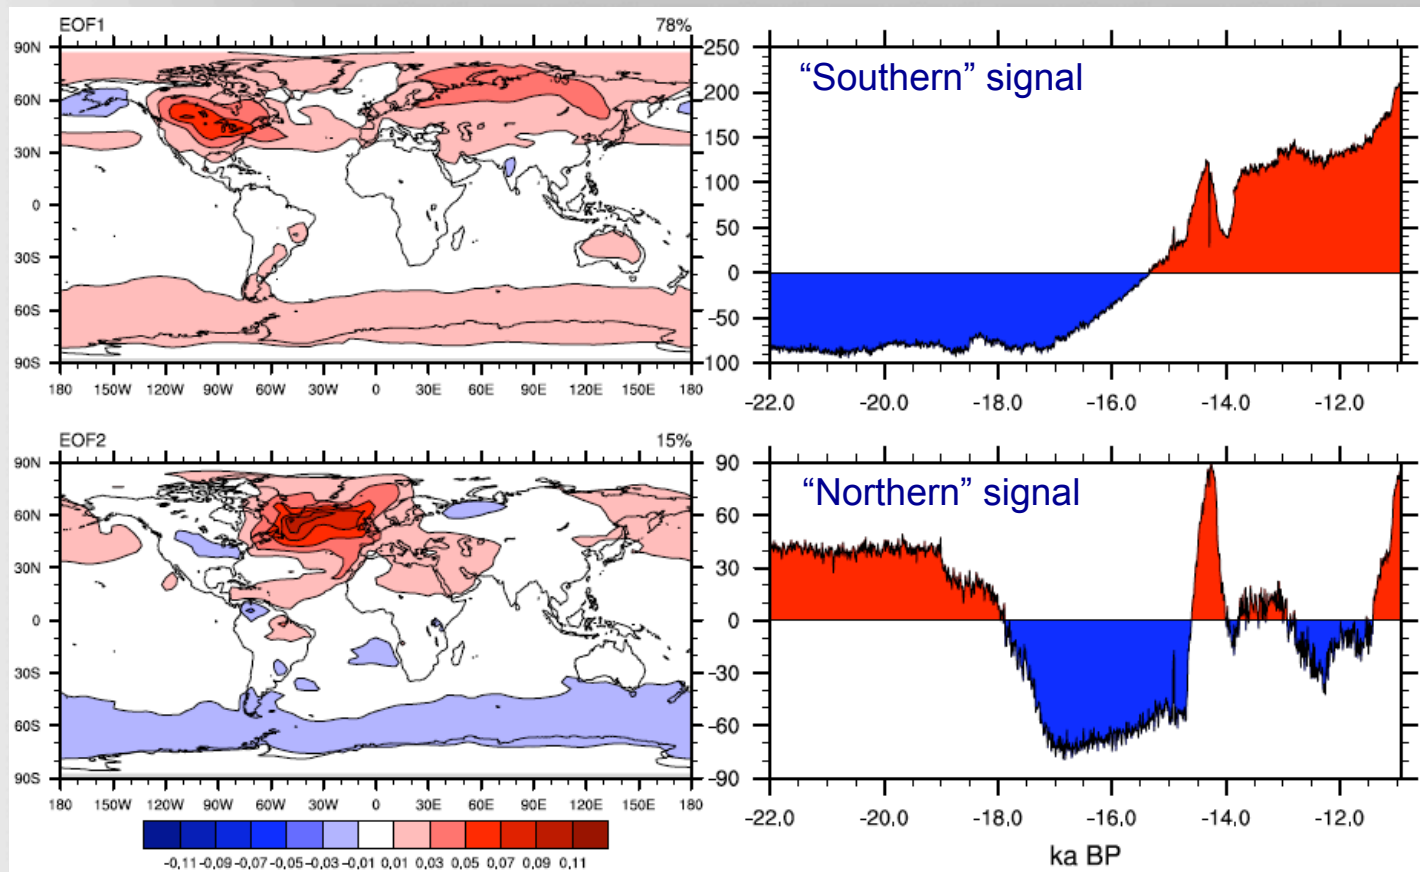 EOF1 78%
90N
60N
30N
0
30S
60S
90S
180 150W 120W 90W 60W 30W 0 30E 60E 90E 120E 150E 180
.03
“Southern” signal
250
200
150
100
50
0
-50
100
-22.0 -20.0 -18.0 -16.0 -14.0 -12.0
EOF2 15%
90N
60N
30N
0
30S
60S
90S
180 150W 120W 90W 60W 30W 0 30E 60E 90E 120E 150E 180
-0.11 -0.09 -0.07 -0.05 -0.03 -0.01 0.01 0.03 0.05 0.07 0.09 0.11
“Northern” signal
90
60
30
0
-30
-60
-90
-22.0 -20.0 -18.0 -16.0 -14.0 -12.0
ka BP